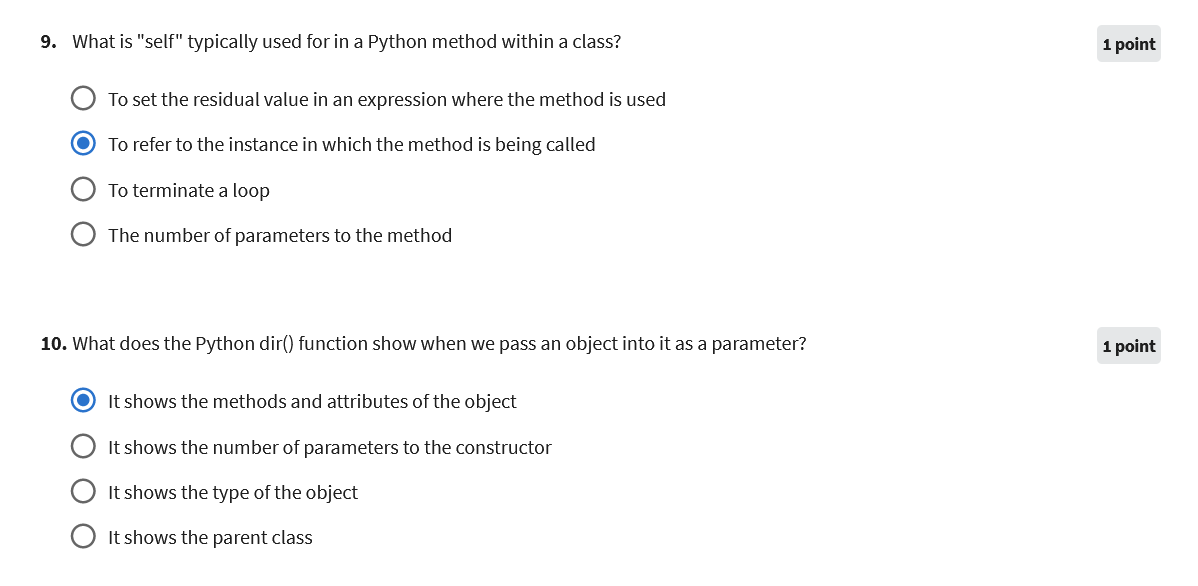 9. What is "self" typically used for in a Python method within a class?
1 point
To set the residual value in an expression where the method is used
To refer to the instance in which the method is being called
To terminate a loop
The number of parameters to the method
10. What does the Python dir() function show when we pass an object into it as a parameter?
1 point
It shows the methods and attributes of the object
It shows the number of parameters to the constructor
It shows the type of the object
It shows the parent class